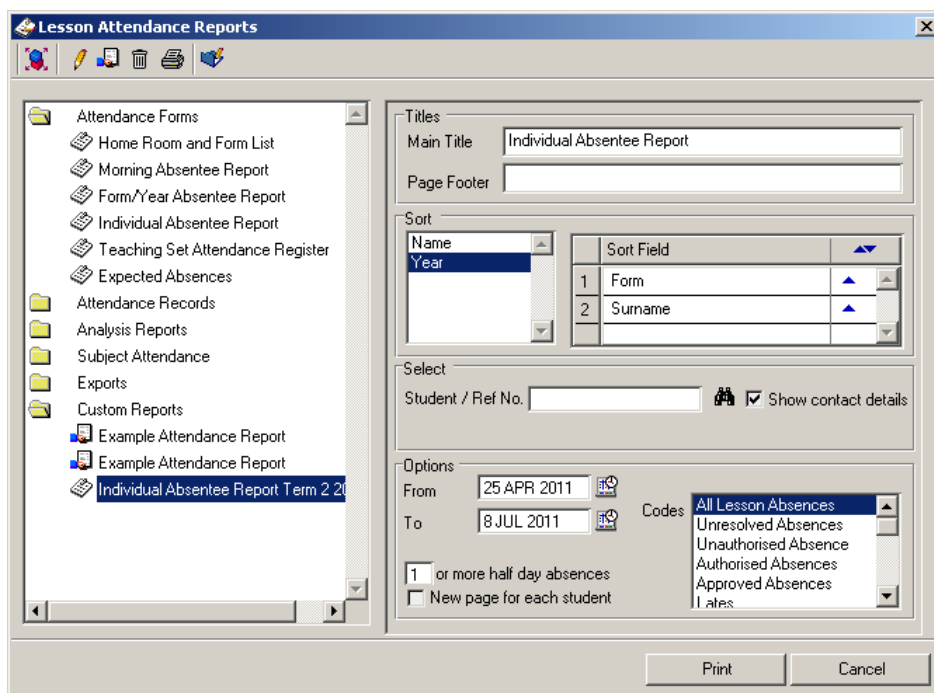 Lesson Attendance Reports
Attendance Forms
Home Room and Form List
Morning Absentee Report
Form/Year Absentee Report
Individual Absentee Report
Teaching Set Attendance Register
Expected Absences
Attendance Records
Analysis Reports
Subject Attendance
Exports
Custom Reports
Example Attendance Report
Example Attendance Report
Individual Absentee Report Term 2 20
Titles
Main Title Individual Absentee Report
Page Footer
Sort
Name
Year
Sort Field
1 Form
2 Surname
Select
Student / Ref No. Show contact details
Options
From 25 APR 2011
To 8 JUL 2011
1 or more half day absences
New page for each student
Codes
All Lesson Absences
Unresolved Absences
Unauthorised Absence
Authorised Absences
Approved Absences
Lates
Print Cancel